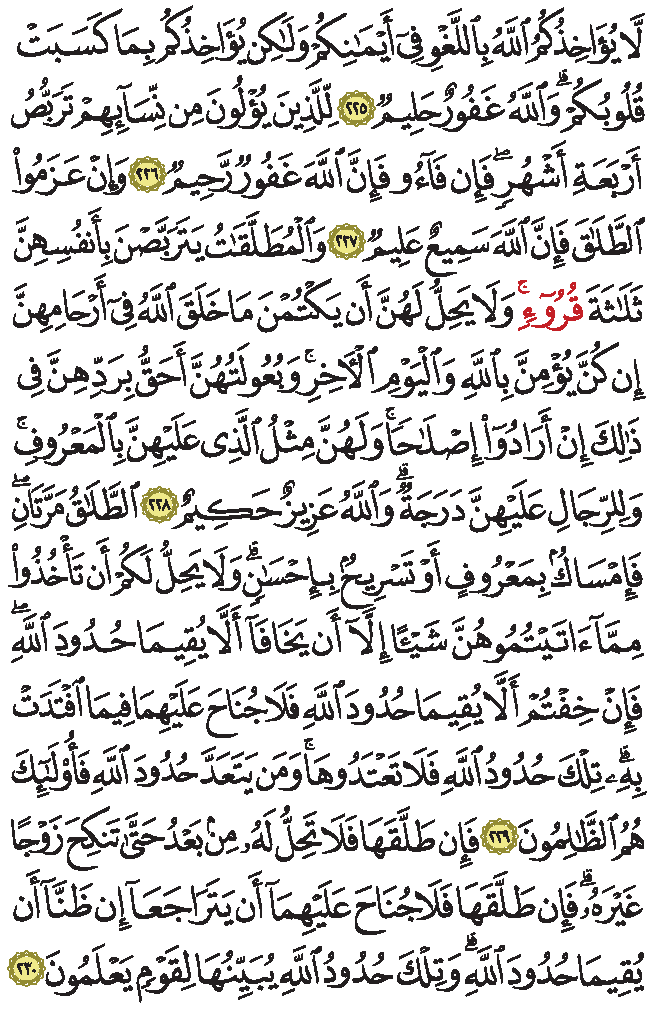 لَّا يُؤَاخِذُكُمُ ٱللَّهُ بِٱللَّغْوِ فِىٓ أَيْمَـٰنِكُمْ وَلَـٰكِن يُؤَاخِذُكُم بِمَا كَسَبَتْ
قُلُوبُكُمْ ۗ وَٱللَّهُ غَفُورٌ حَلِيمٌ ٢٢٥ لِّلَّذِينَ يُؤْلُونَ مِن نِّسَآئِهِمْ تَرَبُّصُ
أَرْبَعَةِ أَشْهُرٍ ۖ فَإِن فَآءُو فَإِنَّ ٱللَّهَ غَفُورٌ رَّحِيمٌ ٢٢٦ وَإِنْ عَزَمُوا۟
ٱلطَّلَـٰقَ فَإِنَّ ٱللَّهَ سَمِيعٌ عَلِيمٌ ٢٢٧ وَٱلْمُطَلَّقَـٰتُ يَتَرَبَّصْنَ بِأَنفُسِهِنَّ
ثَلَـٰثَةَ قُرُوٓءٍ ۚ وَلَا يَحِلُّ لَهُنَّ أَن يَكْتُمْنَ مَا خَلَقَ ٱللَّهُ فِىٓ أَرْحَامِهِنَّ
إِن كُنَّ يُؤْمِنَّ بِٱللَّهِ وَٱلْيَوْمِ ٱلْـَٔاخِرِ ۚ وَبُعُولَتُهُنَّ أَحَقُّ بِرَدِّهِنَّ فِى
ذَٰلِكَ إِنْ أَرَادُوٓا۟ إِصْلَـٰحًا ۚ وَلَهُنَّ مِثْلُ ٱلَّذِى عَلَيْهِنَّ بِٱلْمَعْرُوفِ ۚ
وَلِلرِّجَالِ عَلَيْهِنَّ دَرَجَةٌ ۗ وَٱللَّهُ عَزِيزٌ حَكِيمٌ ٢٢٨ ٱلطَّلَـٰقُ مَرَّتَانِ ۖ
فَإِمْسَاكٌۢ بِمَعْرُوفٍ أَوْ تَسْرِيحٌۢ بِإِحْسَـٰنٍ ۗ وَلَا يَحِلُّ لَكُمْ أَن تَأْخُذُوا۟
مِمَّآ ءَاتَيْتُمُوهُنَّ شَيْـًٔا إِلَّآ أَن يَخَافَآ أَلَّا يُقِيمَا حُدُودَ ٱللَّهِ ۖ
فَإِنْ خِفْتُمْ أَلَّا يُقِيمَا حُدُودَ ٱللَّهِ فَلَا جُنَاحَ عَلَيْهِمَا فِيمَا ٱفْتَدَتْ
بِهِۦ ۗ تِلْكَ حُدُودُ ٱللَّهِ فَلَا تَعْتَدُوهَا ۚ وَمَن يَتَعَدَّ حُدُودَ ٱللَّهِ فَأُو۟لَـٰٓئِكَ
هُمُ ٱلظَّـٰلِمُونَ ٢٢٩ فَإِن طَلَّقَهَا فَلَا تَحِلُّ لَهُۥ مِنۢ بَعْدُ حَتَّىٰ تَنكِحَ زَوْجًا
غَيْرَهُۥ ۗ فَإِن طَلَّقَهَا فَلَا جُنَاحَ عَلَيْهِمَآ أَن يَتَرَاجَعَآ إِن ظَنَّآ أَن
يُقِيمَا حُدُودَ ٱللَّهِ ۗ وَتِلْكَ حُدُودُ ٱللَّهِ يُبَيِّنُهَا لِقَوْمٍ يَعْلَمُونَ ٢٣٠